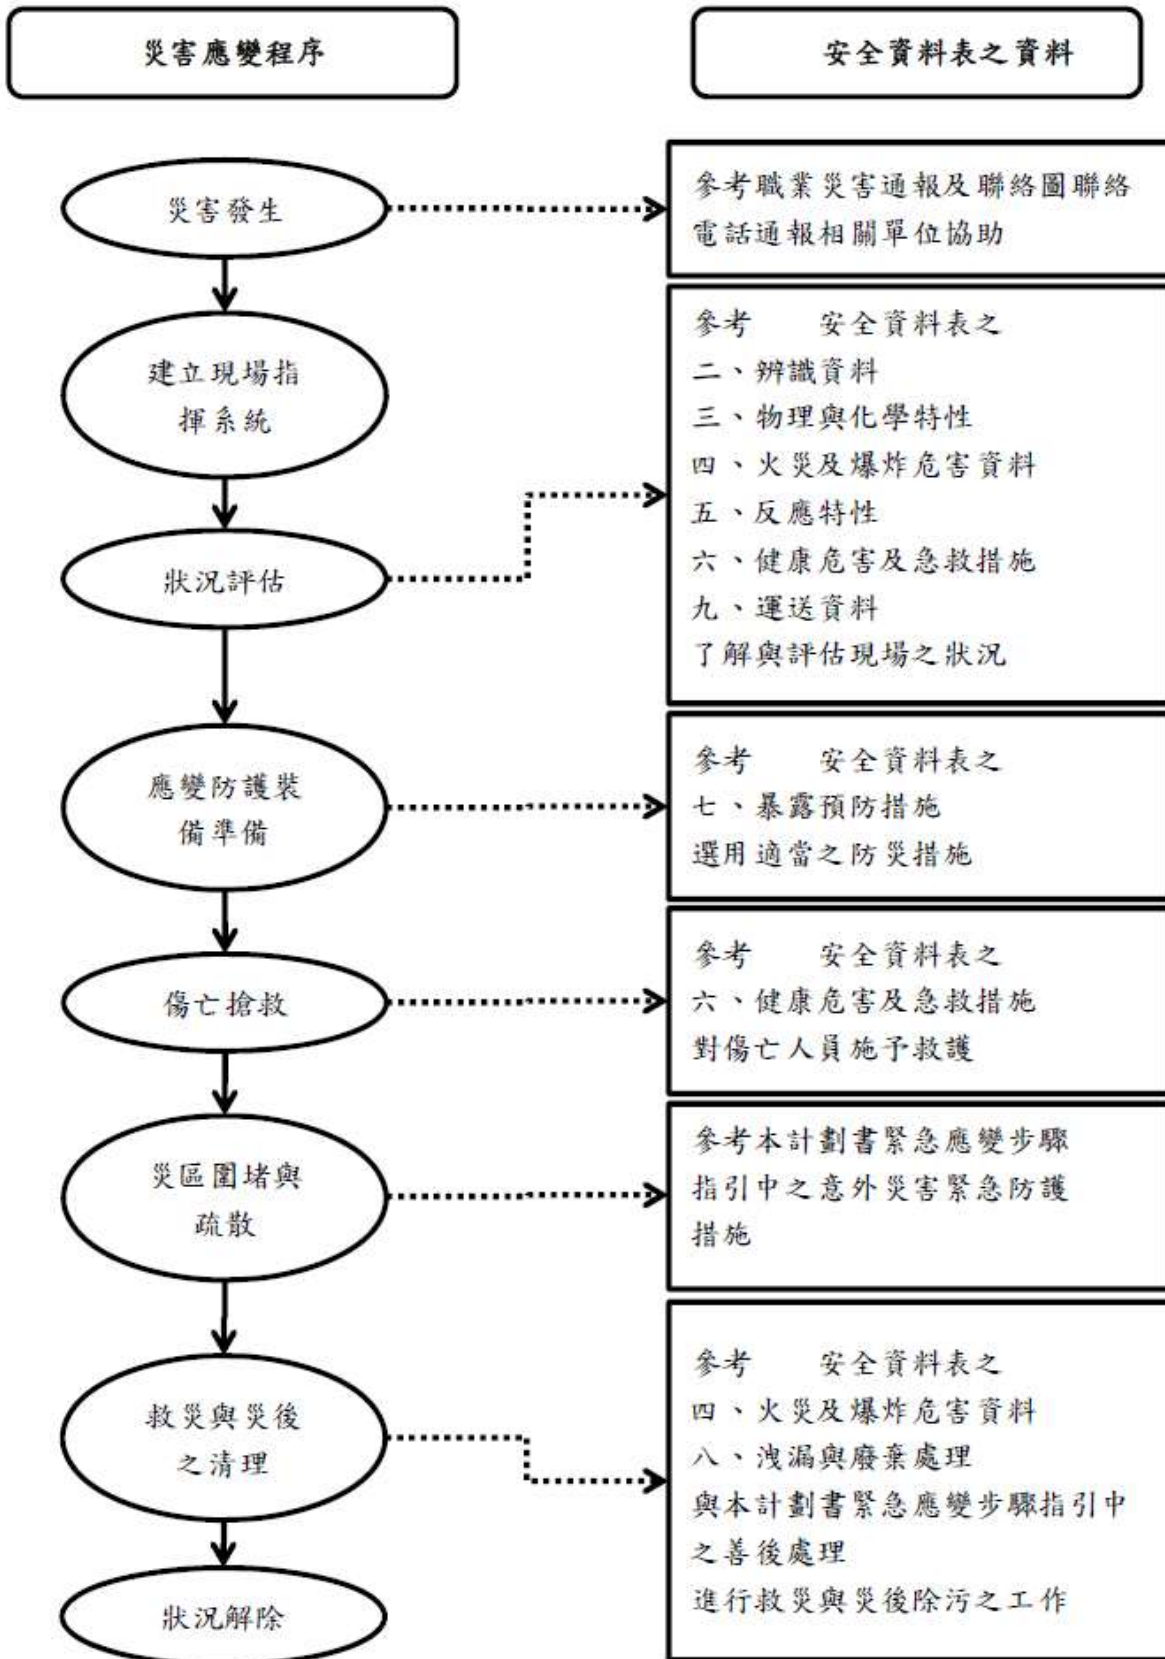 災害應變程序
安全資料表之資料
災害發生
參考職業災害通報及聯絡圖聯絡
電話通報相關單位協助
建立現場指
揮系統
狀況評估
參考　　安全資料表之
二、辨識資料
三、物理與化學特性
四、火災及爆炸危害資料
五、反應特性
六、健康危害及急救措施
九、運送資料
了解與評估現場之狀況
應變防護裝
備準備
參考　　安全資料表之
七、暴露預防措施
選用適當之防災措施
傷亡搶救
參考　　安全資料表之
六、健康危害及急救措施
對傷亡人員施予救護
災區圍堵與
疏散
參考本計劃書緊急應變步驟
指引中之意外災害緊急防護
措施
救災與災後
之清理
參考　　安全資料表之
四、火災及爆炸危害資料
八、洩漏與廢棄處理
與本計劃書緊急應變步驟指引中
之善後處理
進行救災與災後除污之工作
狀況解除